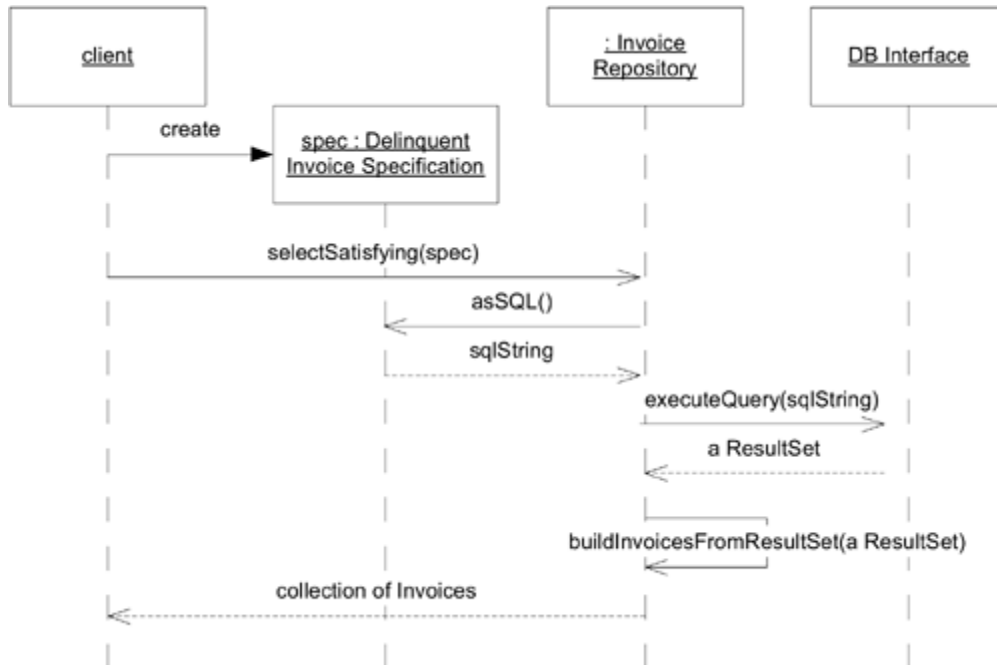 client
: Invoice
Repository
DB Interface
create
spec : Delinquent
Invoice Specification
selectSatisfying(spec)
asSQL()
sqlString
executeQuery(sqlString)
a ResultSet
buildInvoicesFromResultSet(a ResultSet)
collection of Invoices